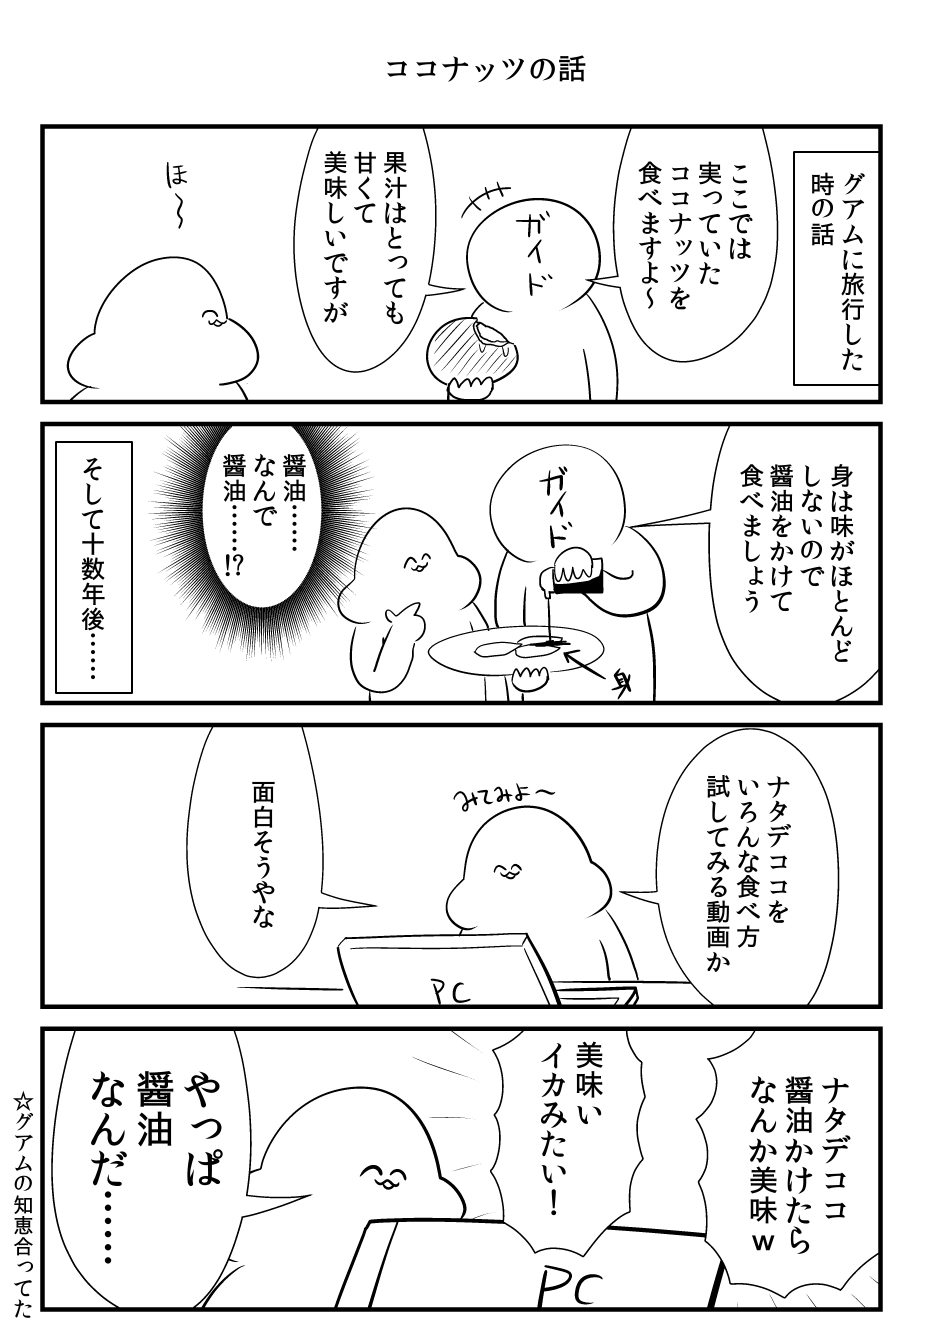 ココナッツの話
グアムに旅行した
時の話
ここでは
実っていた
ココナッツを
食べますよ～
ガイド
果汁はとっても
甘くて
美味しいですが
ほ～
身は味がほとんど
しないので
醤油をかけて
食べましょう
ガイド
身
醤油……
なんで
醤油……⁉
そして十数年後……
ナタデココを
いろんな食べ方
試してみる動画か
みてみよ～
面白そうやな
PC
ナタデココ
醤油かけたら
なんか美味ｗ
美味い
イカみたい！
PC
やっぱ
醤油
なんだ……
☆グアムの知恵合ってた